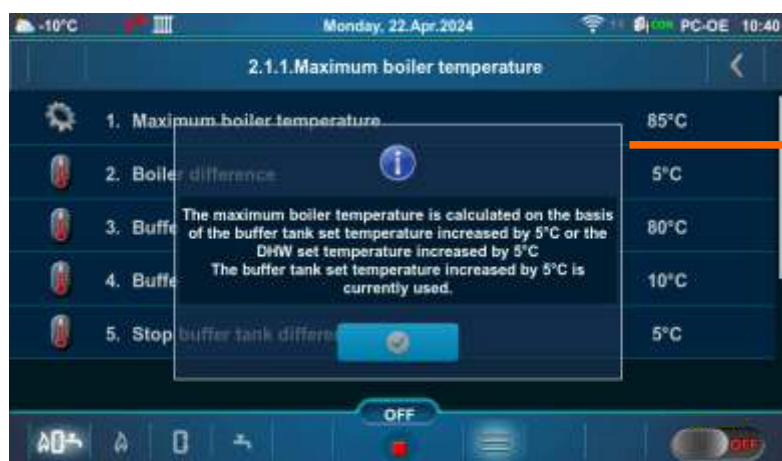 -10°C
Monday, 22.Apr.2024
PC-OE 10:40
2.1.1.Maximum boiler temperature
1. Maximum boiler temperature 85°C
2. Boiler difference 5°C
The maximum boiler temperature is calculated on the basis
3. Buffe 80°C
of the buffer tank set temperature increased by 5°C or the
DHW set temperature increased by 5°C
The buffer tank set temperature increased by 5°C is
4. Buffe 10°C
currently used.
5. Stop buffer tank differe 5°C
OFF
OFF